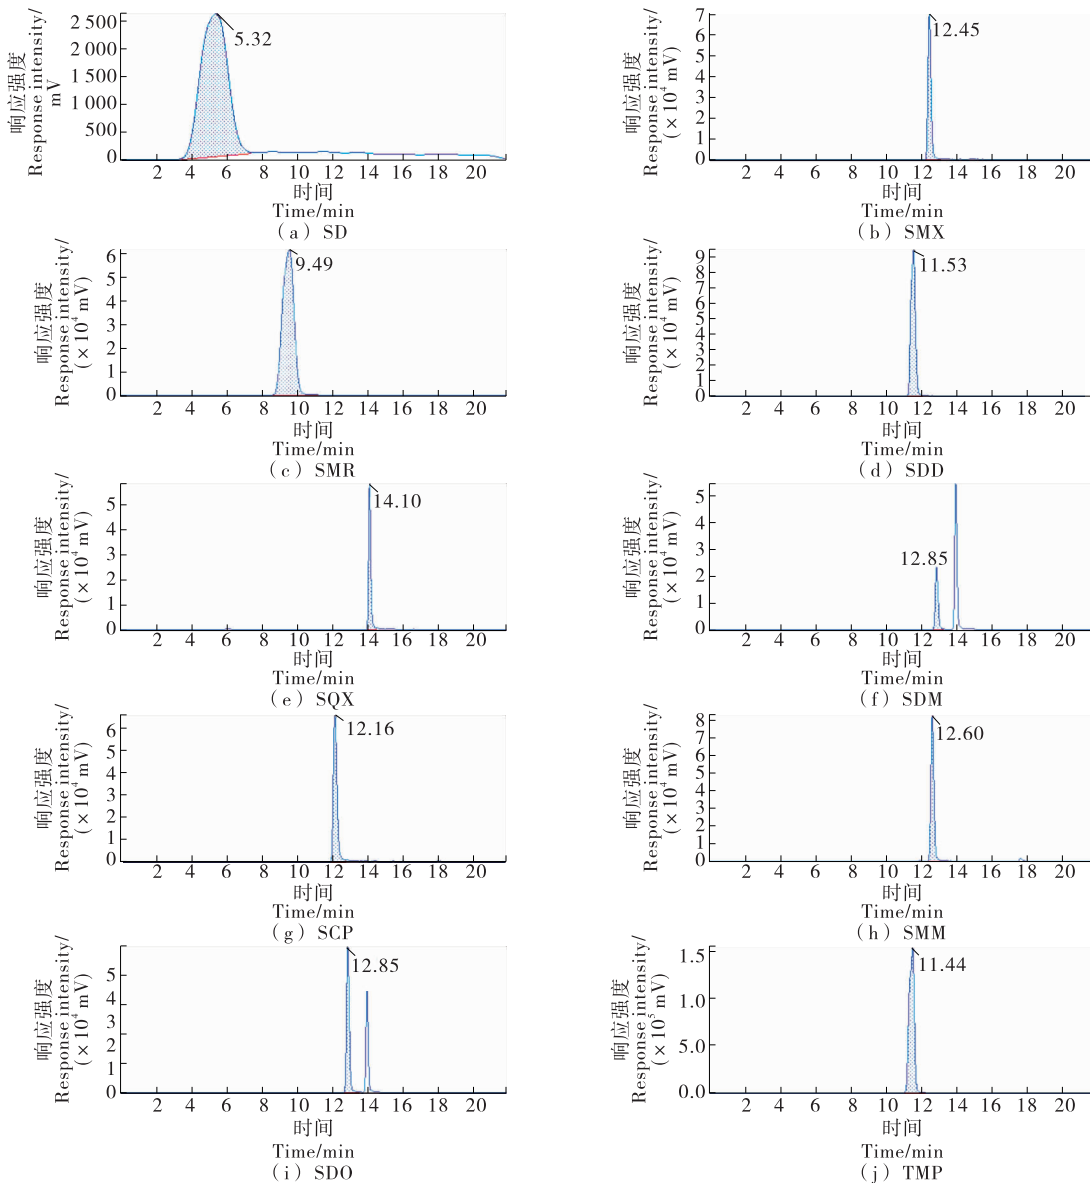 响应强度
Response intensity/
mV
2 500
2 000
1 500
1 000
500
0
5.32
2 4 6 8 10 12 14 16 18 20
时间
Time/min
(a) SD
响应强度
Response intensity/
(×10⁴ mV)
7
6
5
4
3
2
1
0
12.45
2 4 6 8 10 12 14 16 18 20
时间
Time/min
(b) SMX
响应强度
Response intensity/
(×10⁴ mV)
6
5
4
3
2
1
0
9.49
2 4 6 8 10 12 14 16 18 20
时间
Time/min
(c) SMR
响应强度
Response intensity/
(×10⁴ mV)
9
8
7
6
5
4
3
2
1
0
11.53
2 4 6 8 10 12 14 16 18 20
时间
Time/min
(d) SDD
响应强度
Response intensity/
(×10⁴ mV)
5
4
3
2
1
0
14.10
2 4 6 8 10 12 14 16 18 20
时间
Time/min
(e) SQX
响应强度
Response intensity/
(×10⁴ mV)
5
4
3
2
1
0
12.85
2 4 6 8 10 12 14 16 18 20
时间
Time/min
(f) SDM
响应强度
Response intensity/
(×10⁴ mV)
6
5
4
3
2
1
0
12.16
2 4 6 8 10 12 14 16 18 20
时间
Time/min
(g) SCP
响应强度
Response intensity/
(×10⁴ mV)
8
7
6
5
4
3
2
1
0
12.60
2 4 6 8 10 12 14 16 18 20
时间
Time/min
(h) SMM
响应强度
Response intensity/
(×10⁴ mV)
5
4
3
2
1
0
12.85
2 4 6 8 10 12 14 16 18 20
时间
Time/min
(i) SDO
响应强度
Response intensity/
(×10⁵ mV)
1.5
1.0
5.0
0.0
11.44
2 4 6 8 10 12 14 16 18 20
时间
Time/min
(j) TMP